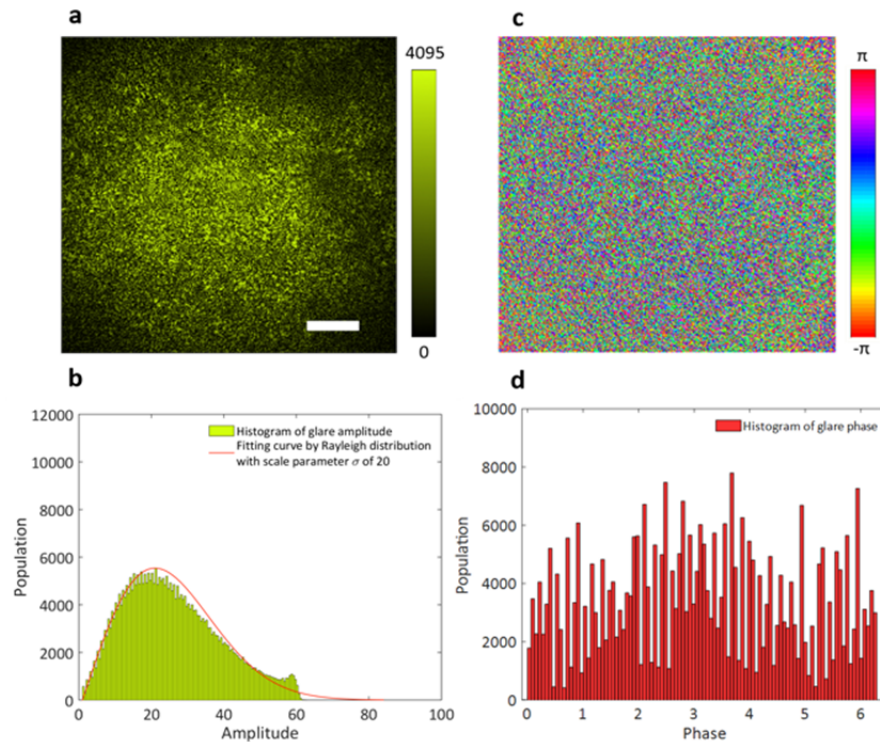 a
4095
0
c
π
-π
b
12000
10000
8000
6000
4000
2000
0
Population
Histogram of glare amplitude
Fitting curve by Rayleigh distribution
with scale parameter σ of 20
0 20 40 60 80 100
Amplitude
d
10000
8000
6000
4000
2000
0
Population
Histogram of glare phase
0 1 2 3 4 5 6
Phase